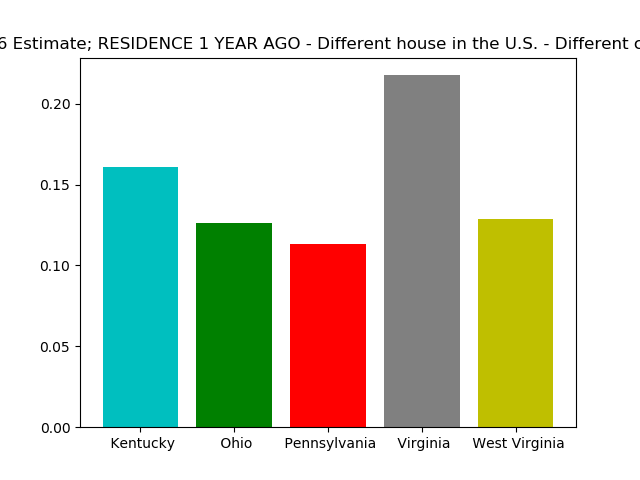 6 Estimate; RESIDENCE 1 YEAR AGO - Different house in the U.S. - Different
0.20
0.15
0.10
0.05
0.00
Kentucky Ohio Pennsylvania Virginia West Virginia